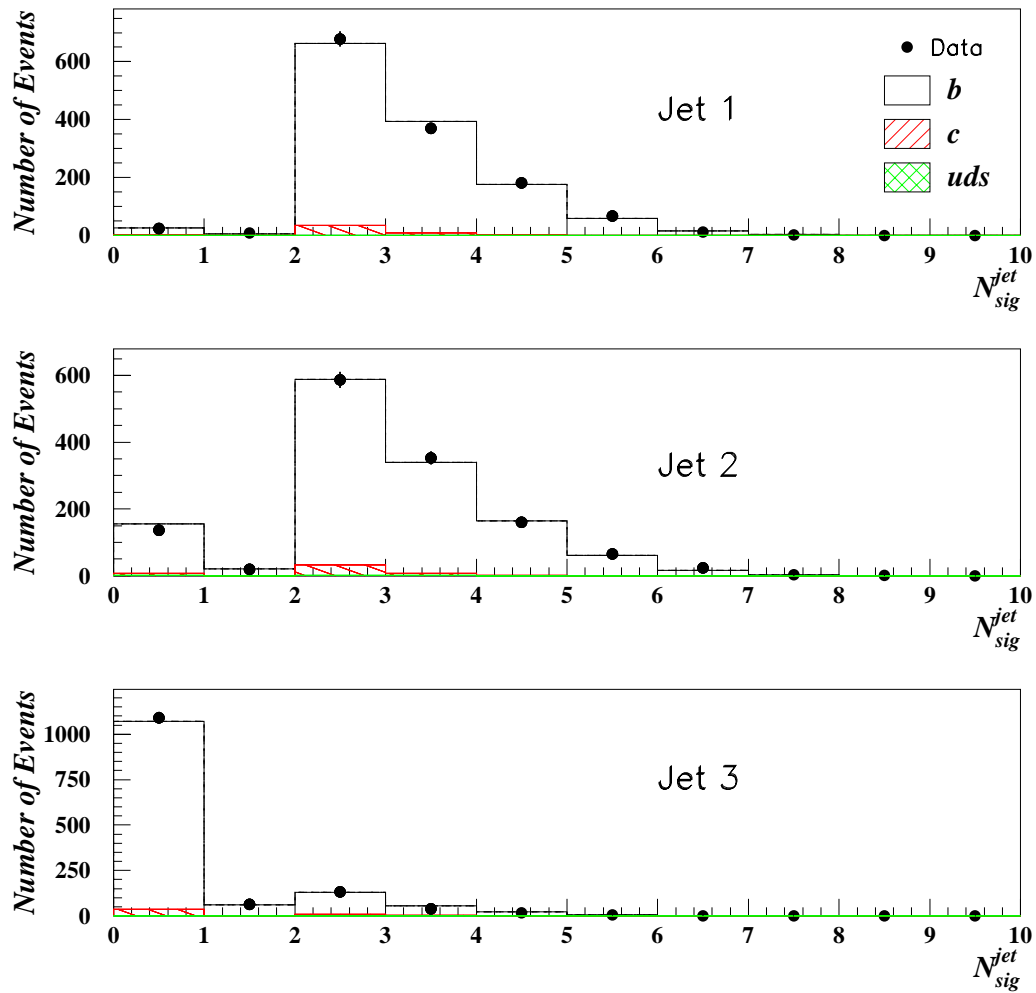 Number of Events
600
400
200
0
Jet 1
Data
b
c
uds
0 1 2 3 4 5 6 7 8 9 10
N_sig^jet
Number of Events
600
400
200
0
Jet 2
0 1 2 3 4 5 6 7 8 9 10
N_sig^jet
Number of Events
1000
750
500
250
0
Jet 3
0 1 2 3 4 5 6 7 8 9 10
N_sig^jet